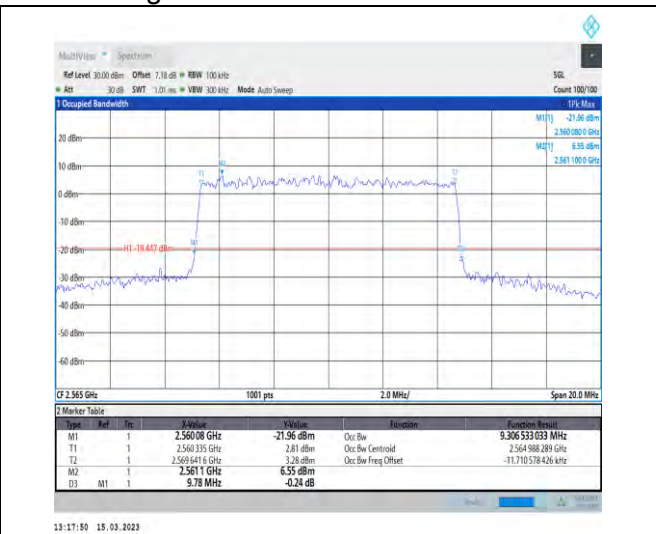 MultiView Spectrum
Ref Level 30.00 dBm Offset 7.18 dB RBW 100 kHz SGL
Att 30 dB SWT 1.01 ms VBW 300 kHz Mode Auto Sweep Count 100/100
1 Occupied Bandwidth 1Pk Max
M1[1] -21.96 dBm
2.560 080 0 GHz
M2[1] 6.55 dBm
2.561 100 0 GHz
20 dBm
10 dBm
T1 M2 T2
0 dBm
-10 dBm
M1
-20 dBm H1 -19.447 dBm
-30 dBm
-40 dBm
-50 dBm
-60 dBm
CF 2.565 GHz 1001 pts 2.0 MHz/ Span 20.0 MHz
2 Marker Table
Type Ref Trc X-Value Y-Value Function Function Result
M1 1 2.560 08 GHz -21.96 dBm Occ Bw 9.306 533 033 MHz
T1 1 2.560 335 GHz 2.81 dBm Occ Bw Centroid 2.564 988 289 GHz
T2 1 2.569 641 6 GHz 3.28 dBm Occ Bw Freq Offset -11.710 578 426 kHz
M2 1 2.561 1 GHz 6.55 dBm
D3 M1 1 9.78 MHz -0.24 dB
13:17:50 15.03.2023